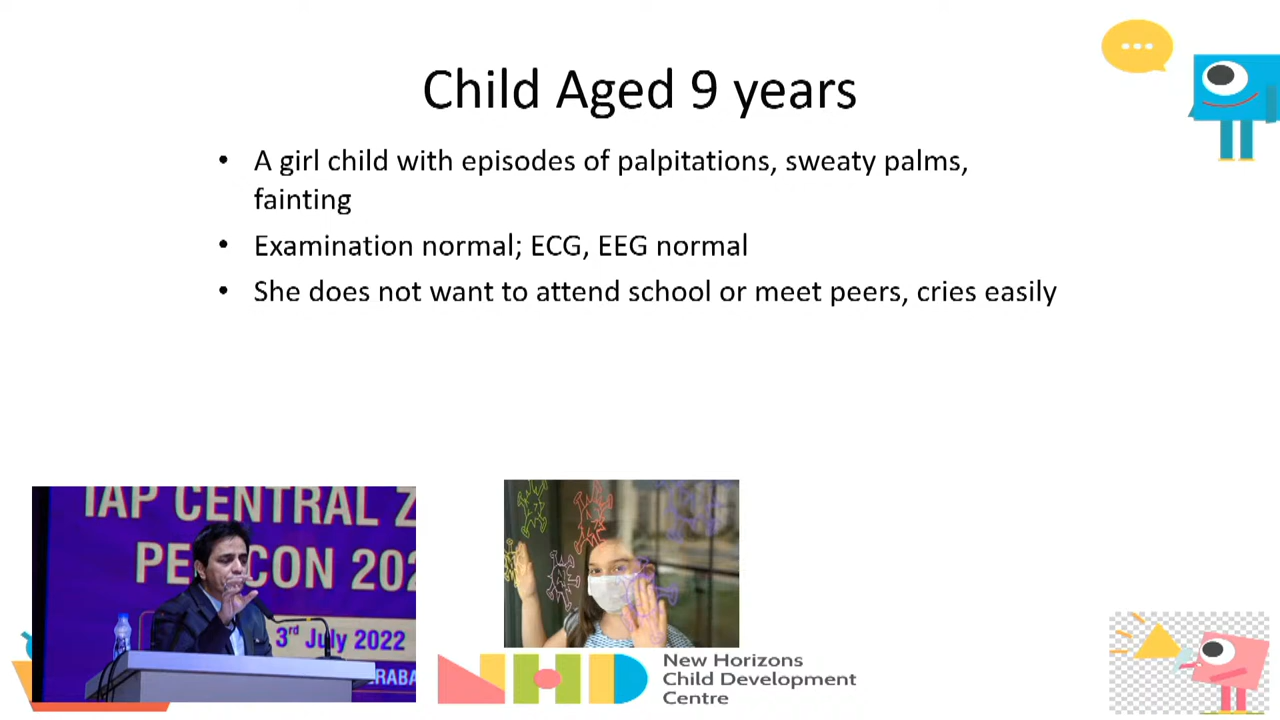 Child Aged 9 years
• A girl child with episodes of palpitations, sweaty palms,
fainting
• Examination normal; ECG, EEG normal
• She does not want to attend school or meet peers, cries easily
IAP CENTRAL Z
CON 202
3rd July 2022
ERABA
NHD
New Horizons
Child Development
Centre